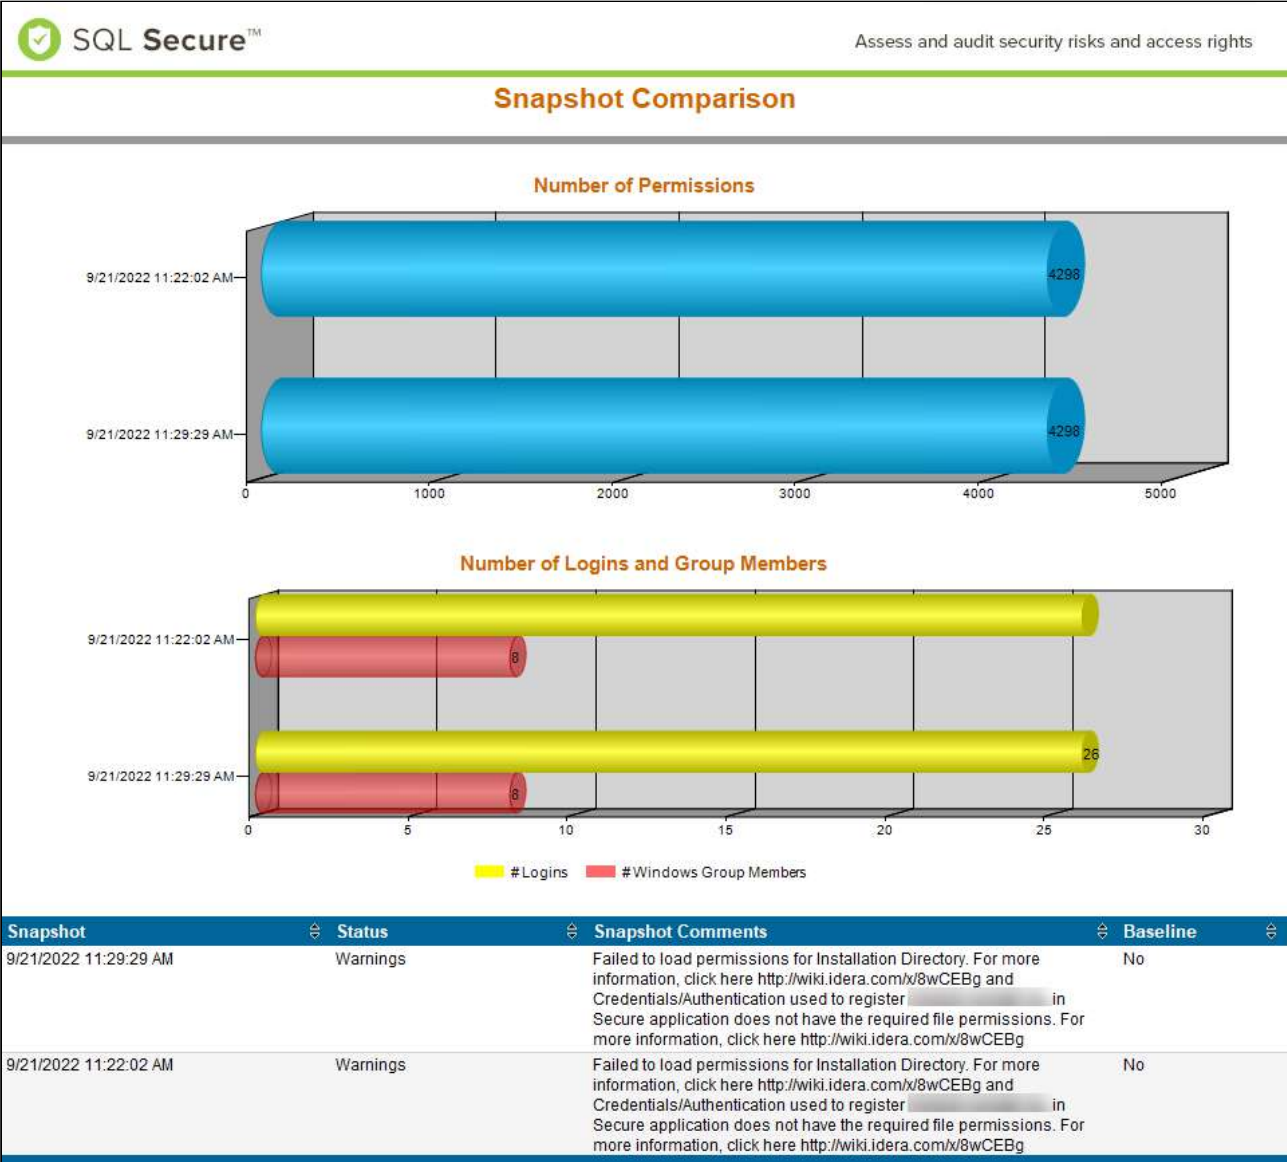 SQL Secure™
Assess and audit security risks and access rights
Snapshot Comparison
Number of Permissions
9/21/2022 11:22:02 AM
4298
9/21/2022 11:29:29 AM
4298
0 1000 2000 3000 4000 5000
Number of Logins and Group Members
9/21/2022 11:22:02 AM
8
9/21/2022 11:29:29 AM
26
8
0 5 10 15 20 25 30
# Logins # Windows Group Members
Snapshot Status Snapshot Comments Baseline
9/21/2022 11:29:29 AM Warnings Failed to load permissions for Installation Directory. For more No
information, click here http://wiki.idera.com/x/8wCEBg and
Credentials/Authentication used to register in
Secure application does not have the required file permissions. For
more information, click here http://wiki.idera.com/x/8wCEBg
9/21/2022 11:22:02 AM Warnings Failed to load permissions for Installation Directory. For more No
information, click here http://wiki.idera.com/x/8wCEBg and
Credentials/Authentication used to register in
Secure application does not have the required file permissions. For
more information, click here http://wiki.idera.com/x/8wCEBg